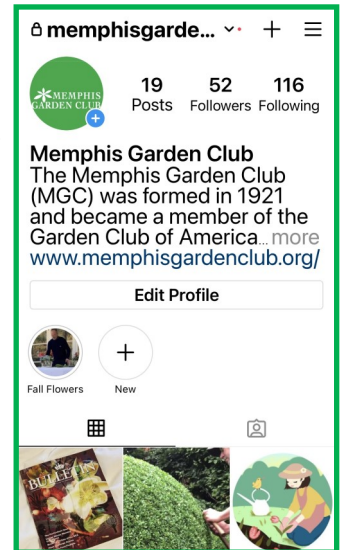 memphisgarde...
MEMPHIS
GARDEN CLUB
19 52 116
Posts Followers Following
Memphis Garden Club
The Memphis Garden Club
(MGC) was formed in 1921
and became a member of the
Garden Club of America... more
www.memphisgardenclub.org/
Edit Profile
Fall Flowers New
BULLETIN